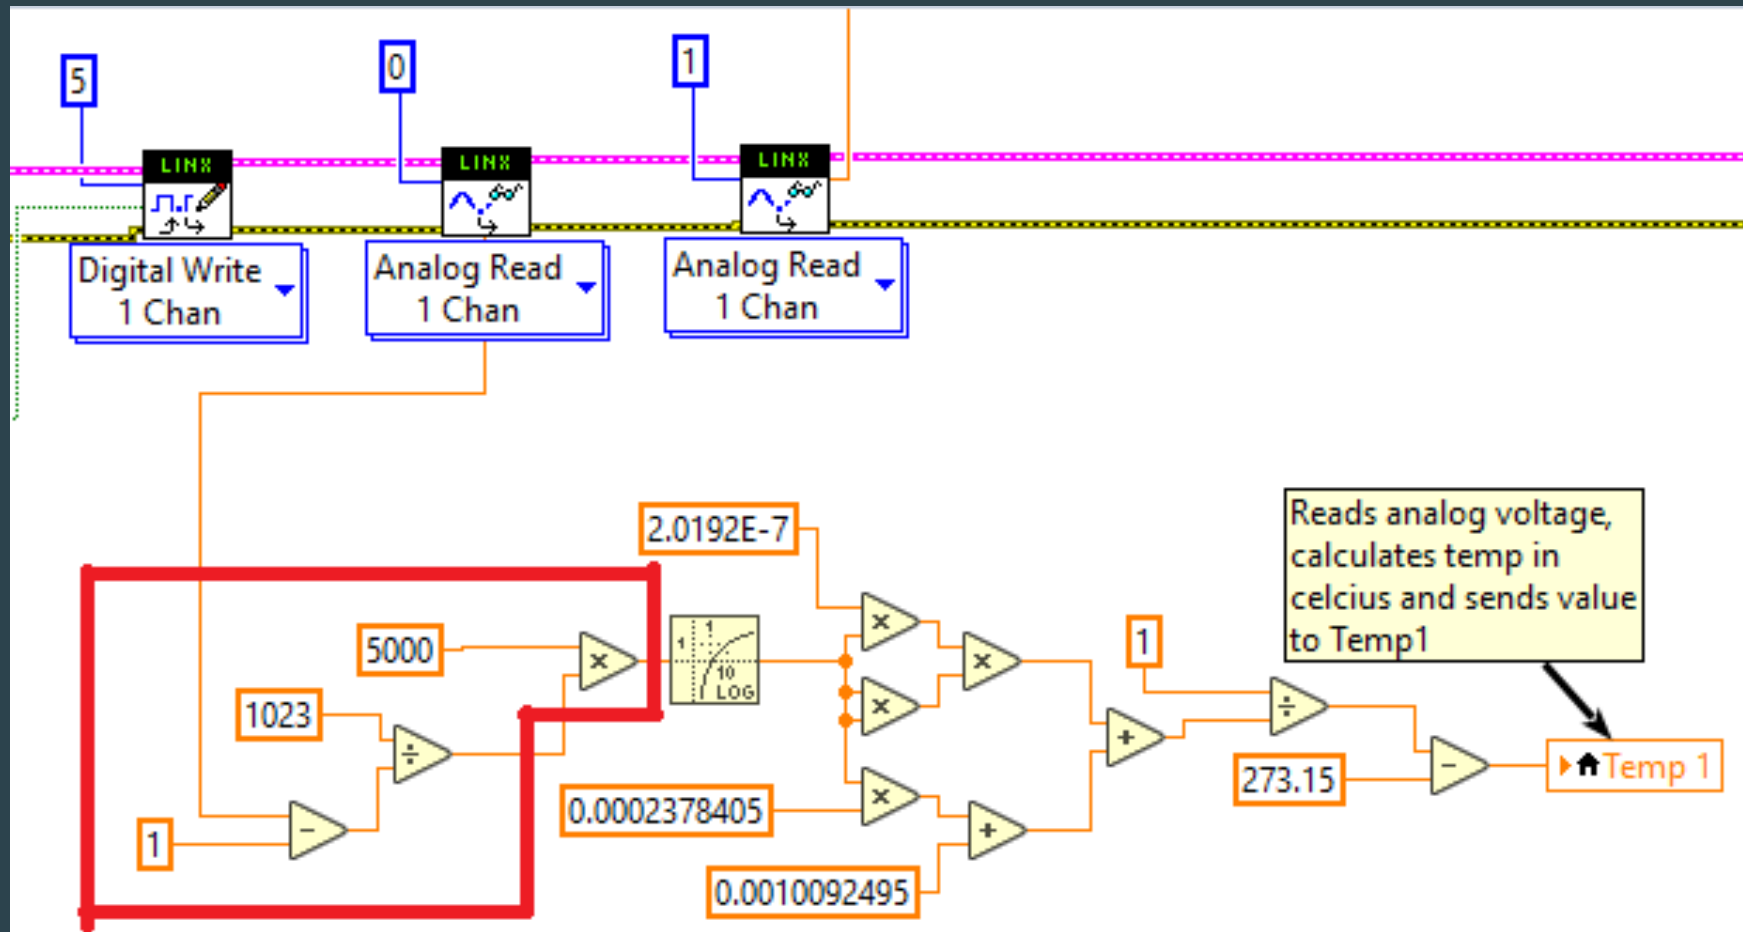 5
0
1
LINX
LINX
LINX
Digital Write
1 Chan
Analog Read
1 Chan
Analog Read
1 Chan
2.0192E-7
Reads analog voltage,
calculates temp in
celcius and sends value
to Temp1
5000
×
1
1
10
LOG
×
×
×
1
1023
÷
÷
+
273.15
−
Temp 1
0.0002378405
×
1
−
+
0.0010092495